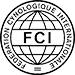 FEDERATION CYNOLOGIQUE INTERNATIONALE
FCI